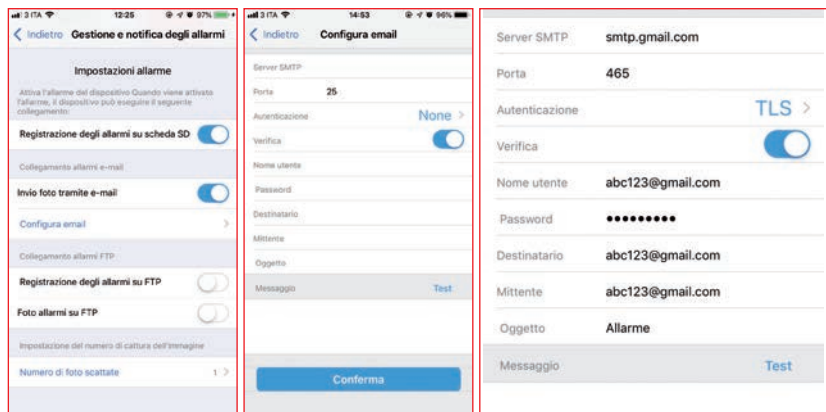 3 ITA 12:25 97%
Indietro Gestione e notifica degli allarmi
Impostazioni allarme
Attiva l'allarme del dispositivo Quando viene attivato
l'allarme, il dispositivo può eseguire il seguente
collegamento:
Registrazione degli allarmi su scheda SD
Collegamento allarmi e-mail
Invio foto tramite e-mail
Configura email
Collegamento allarmi FTP
Registrazione degli allarmi su FTP
Foto allarmi su FTP
Impostazione del numero di cattura dell'immagine
Numero di foto scattate 1
3 ITA 14:53 96%
Indietro Configura email
Server SMTP
Porta 25
Autenticazione None
Verifica
Nome utente
Password
Destinatario
Mittente
Oggetto
Messaggio Test
Conferma
Server SMTP smtp.gmail.com
Porta 465
Autenticazione TLS
Verifica
Nome utente abc123@gmail.com
Password •••••••••
Destinatario abc123@gmail.com
Mittente abc123@gmail.com
Oggetto Allarme
Messaggio Test